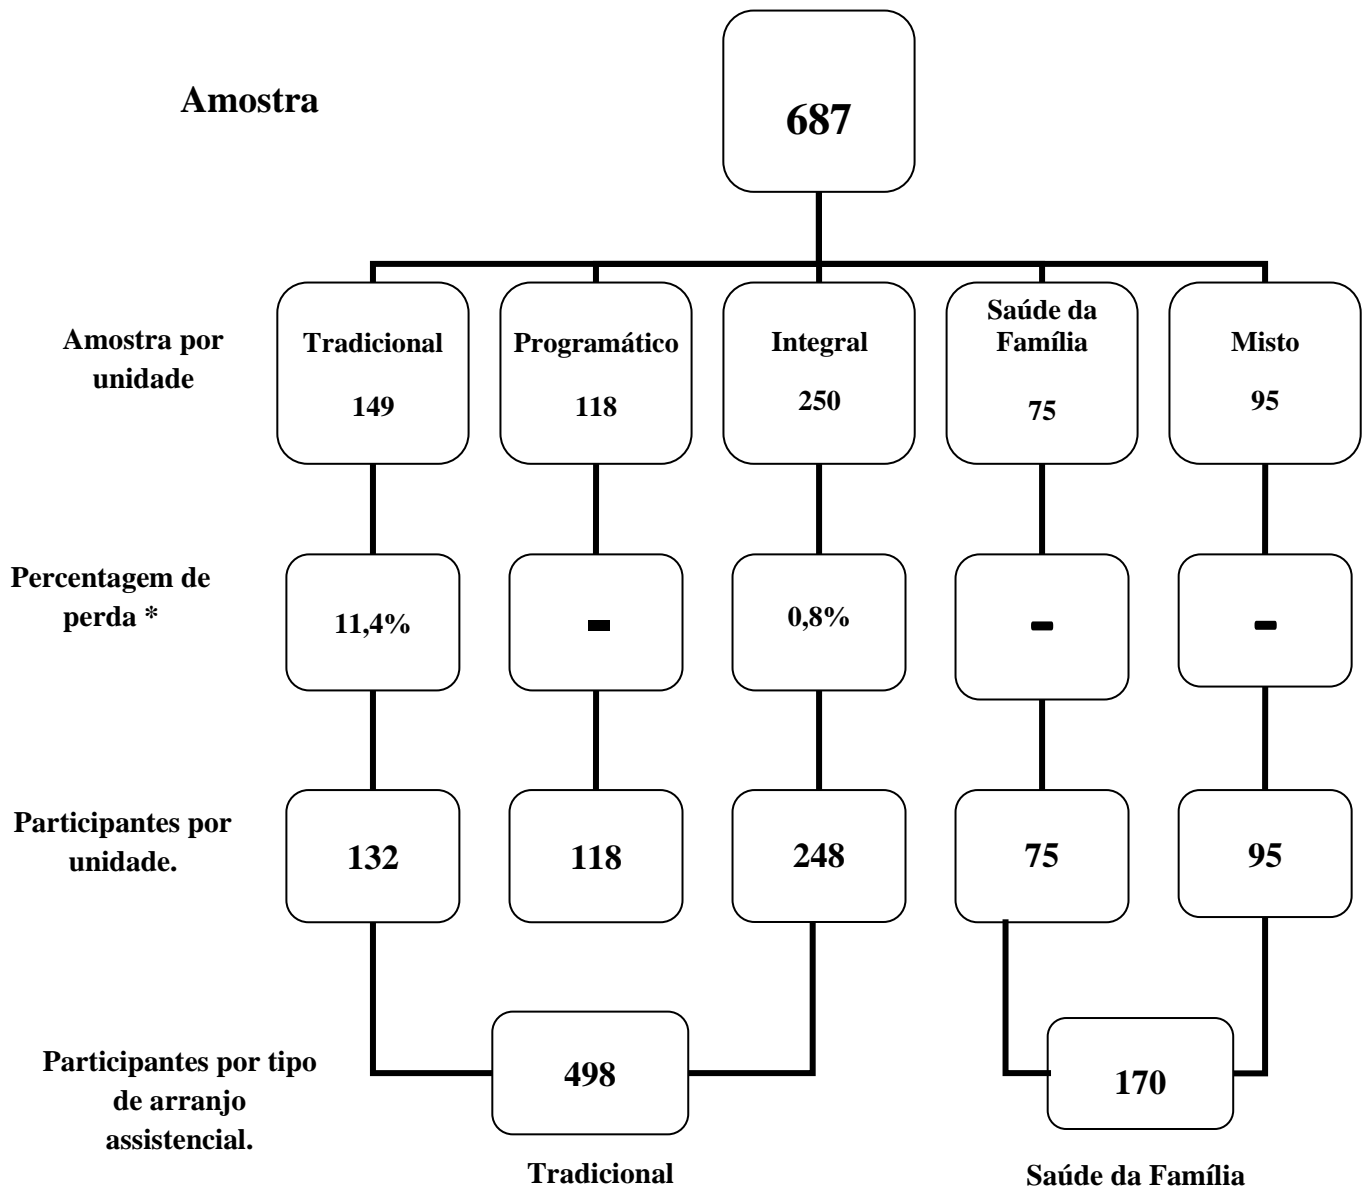 Amostra
687
Amostra por
unidade
Tradicional
149
Programático
118
Integral
250
Saúde da
Família
75
Misto
95
Percentagem de
perda *
11,4%
-
0,8%
-
-
Participantes por
unidade.
132
118
248
75
95
Participantes por tipo
de arranjo
assistencial.
498
170
Tradicional
Saúde da Família